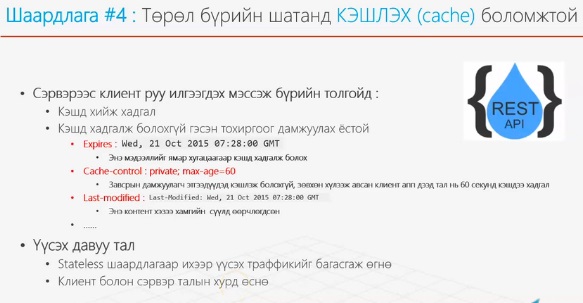 Шаардлага #4 : Төрөл бүрийн шатанд КЭШЛЭХ (cache) боломжтой
• Сэрвэрээс клиент руу илгээгдэх мэссэж бүрийн толгойд :
• Кэшд хийж хадгал
• Кэшд хадгалж болохгүй гэсэн тохиргоог дамжуулах ёстой
• Expires : Wed, 21 Oct 2015 07:28:00 GMT
• Энэ мэдээллийг ямар хугацаагаар кэшд хадгалж болох
• Cache-control : private; max-age=60
• Завсрын дамжуулагч этгээдүүдэд кэшлэж болохгүй, зөвхөн хүлээж авсан клиент апп дээд тал нь 60 секунд кэшдээ хадгал
• Last-modified : Last-Modified: Wed, 21 Oct 2015 07:28:00 GMT
• Энэ контент хэзээ хамгийн сүүлд өөрчлөгдсөн
• ......
• Үүсэх давуу тал
• Stateless шаардлагаар ихээр үүсэх траффикийг багасгаж өгнө
• Клиент болон сэрвэр талын хурд өснө
{ REST API }